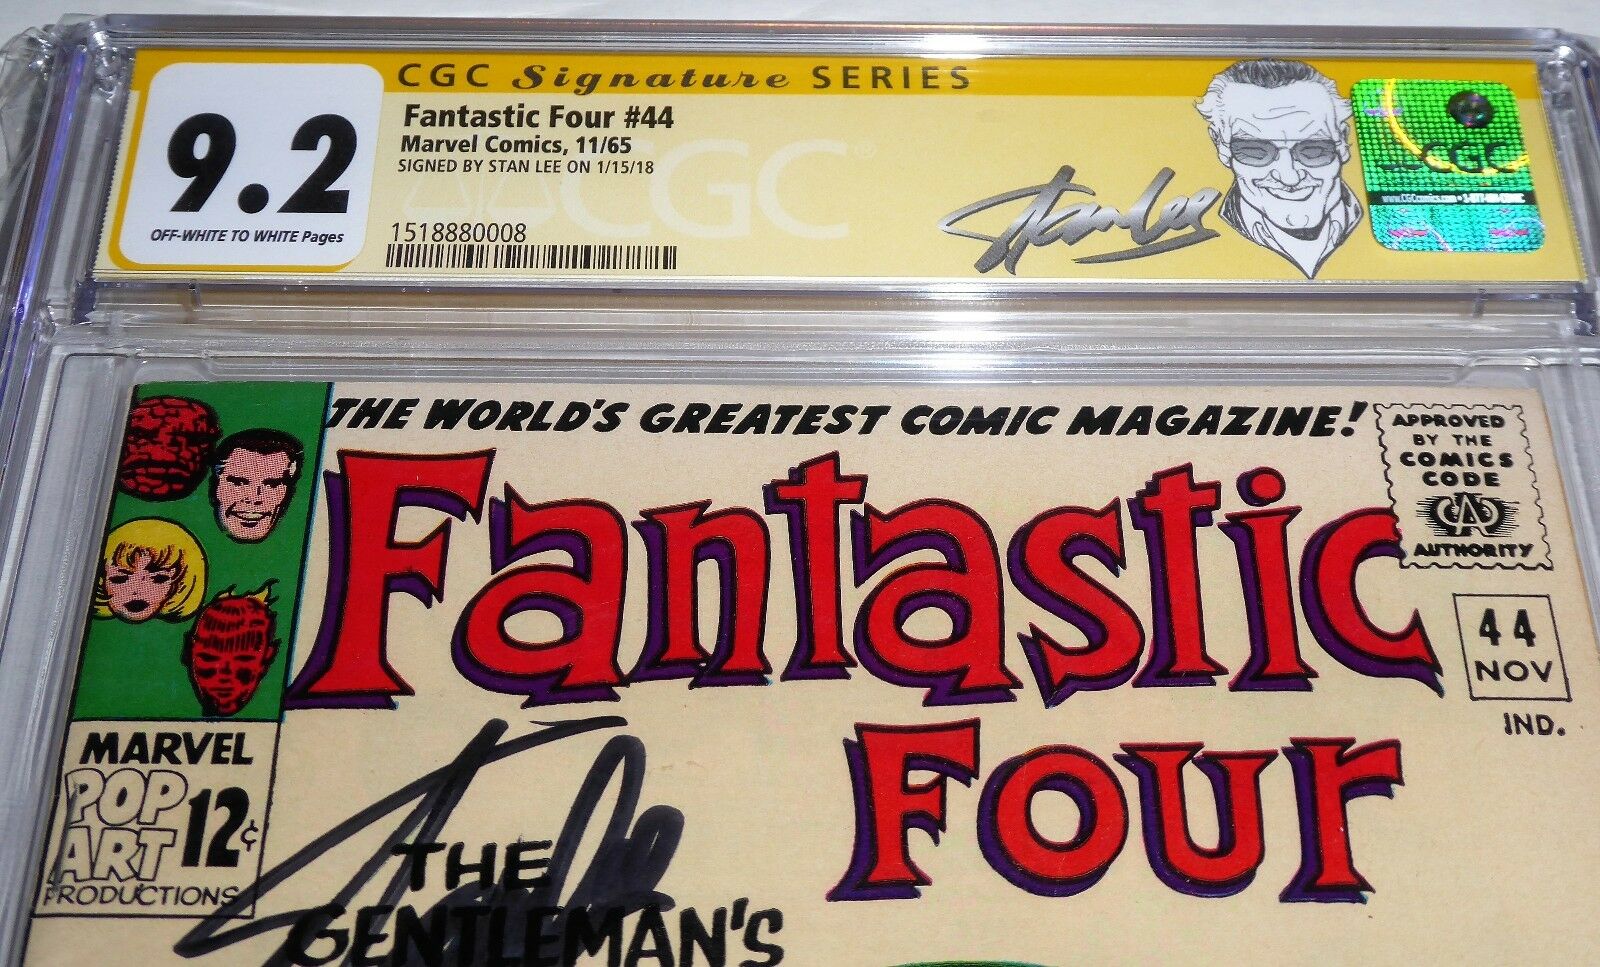 CGC Signature SERIES
9.2
OFF-WHITE TO WHITE Pages
Fantastic Four #44
Marvel Comics, 11/65
SIGNED BY STAN LEE ON 1/15/18
CGC
1518880008
Stan Lee
CGC
THE WORLD'S GREATEST COMIC MAGAZINE!
APPROVED
BY THE
COMICS
CODE
CA
AUTHORITY
FANTASTIC
FOUR
44
NOV
IND.
MARVEL
POP
ART
PRODUCTIONS
12¢
Stan Lee
THE
GENTLEMAN'S